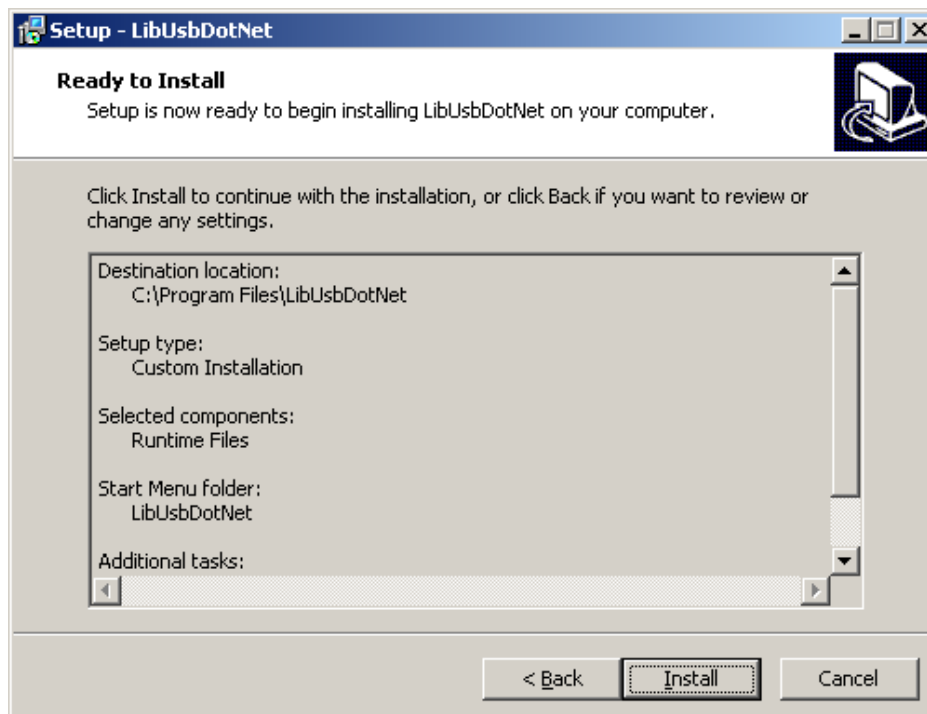 Setup - LibUsbDotNet
Ready to Install
Setup is now ready to begin installing LibUsbDotNet on your computer.
Click Install to continue with the installation, or click Back if you want to review or
change any settings.
Destination location:
C:\Program Files\LibUsbDotNet
Setup type:
Custom Installation
Selected components:
Runtime Files
Start Menu folder:
LibUsbDotNet
Additional tasks:
< Back
Install
Cancel